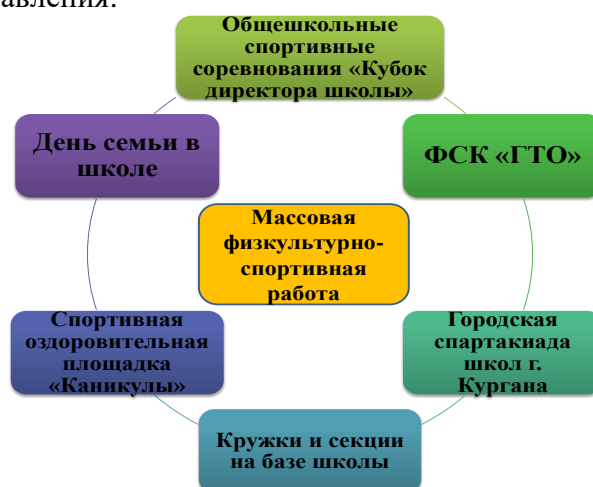 Общешкольные
спортивные
соревнования «Кубок
директора школы»
День семьи в
школе
ФСК «ГТО»
Массовая
физкультурно-
спортивная
работа
Спортивная
оздоровительная
площадка
«Каникулы»
Городская
спартакиада
школ г.
Кургана
Кружки и секции
на базе школы